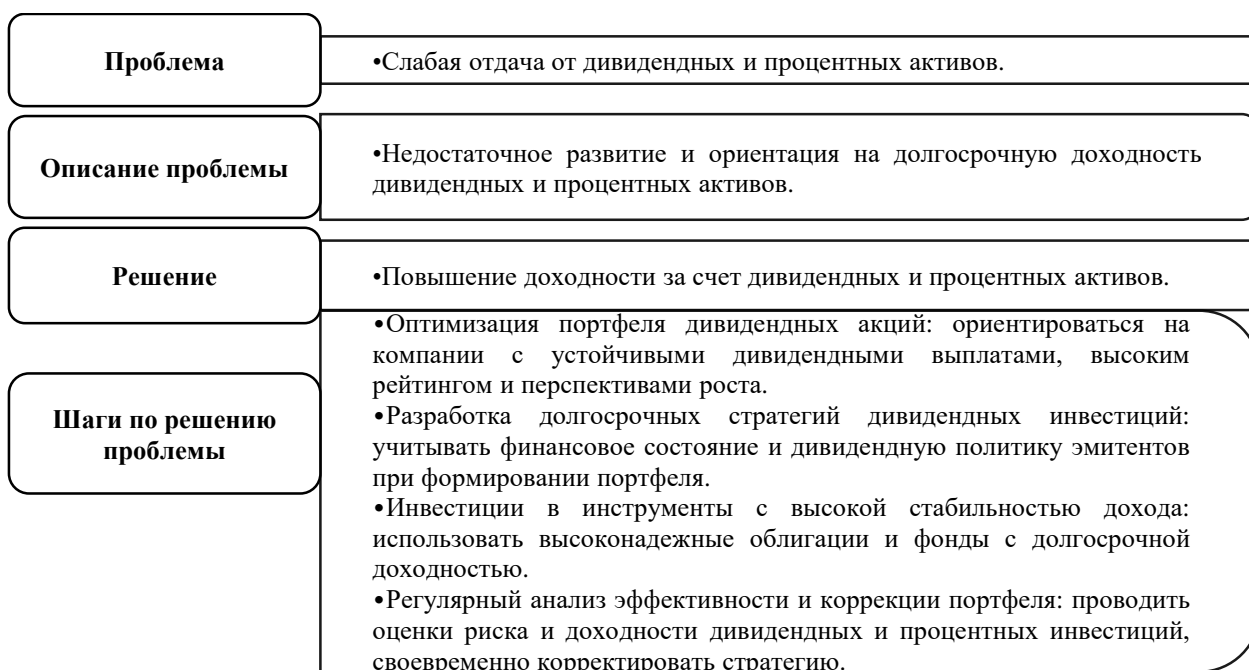 Проблема
•Слабая отдача от дивидендных и процентных активов.
Описание проблемы
•Недостаточное развитие и ориентация на долгосрочную доходность
дивидендных и процентных активов.
Решение
•Повышение доходности за счет дивидендных и процентных активов.
Шаги по решению
проблемы
•Оптимизация портфеля дивидендных акций: ориентироваться на
компании с устойчивыми дивидендными выплатами, высоким
рейтингом и перспективами роста.
•Разработка долгосрочных стратегий дивидендных инвестиций:
учитывать финансовое состояние и дивидендную политику эмитентов
при формировании портфеля.
•Инвестиции в инструменты с высокой стабильностью дохода:
использовать высоконадежные облигации и фонды с долгосрочной
доходностью.
•Регулярный анализ эффективности и коррекции портфеля: проводить
оценки риска и доходности дивидендных и процентных инвестиций,
своевременно корректировать стратегию.